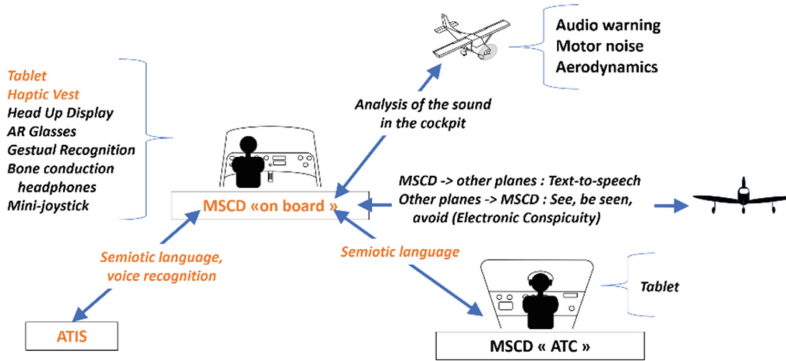 Audio warning
Motor noise
Aerodynamics
Tablet
Haptic Vest
Head Up Display
AR Glasses
Gestual Recognition
Bone conduction
headphones
Mini-joystick
Analysis of the sound
in the cockpit
MSCD -> other planes : Text-to-speech
Other planes -> MSCD : See, be seen,
avoid (Electronic Conspicuity)
MSCD «on board »
Semiotic language,
voice recognition
Semiotic language
Tablet
ATIS
MSCD « ATC »